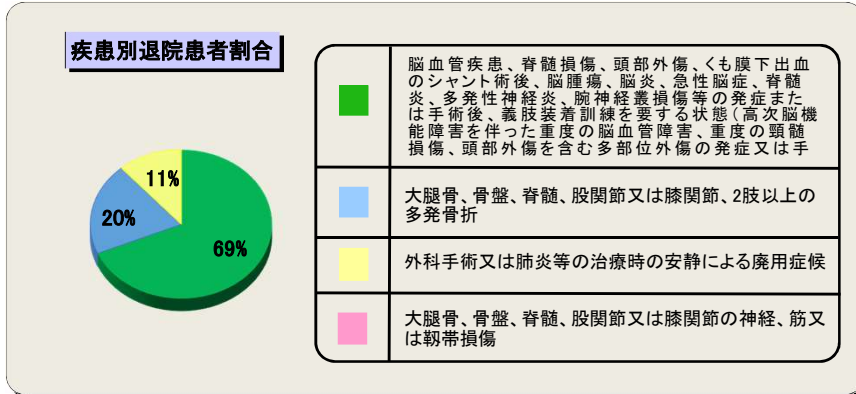 疾患別退院患者割合
11%
20%
69%
脳血管疾患、脊髄損傷、頭部外傷、くも膜下出血
のシャント術後、脳腫瘍、脳炎、急性脳症、脊髄
炎、多発性神経炎、腕神経叢損傷等の発症また
は手術後、義肢装着訓練を要する状態（高次脳機
能障害を伴った重度の脳血管障害、重度の頸髄
損傷、頭部外傷を含む多部位外傷の発症又は手
大腿骨、骨盤、脊髄、股関節又は膝関節、2肢以上の
多発骨折
外科手術又は肺炎等の治療時の安静による廃用症候
大腿骨、骨盤、脊髄、股関節又は膝関節の神経、筋又
は靱帯損傷